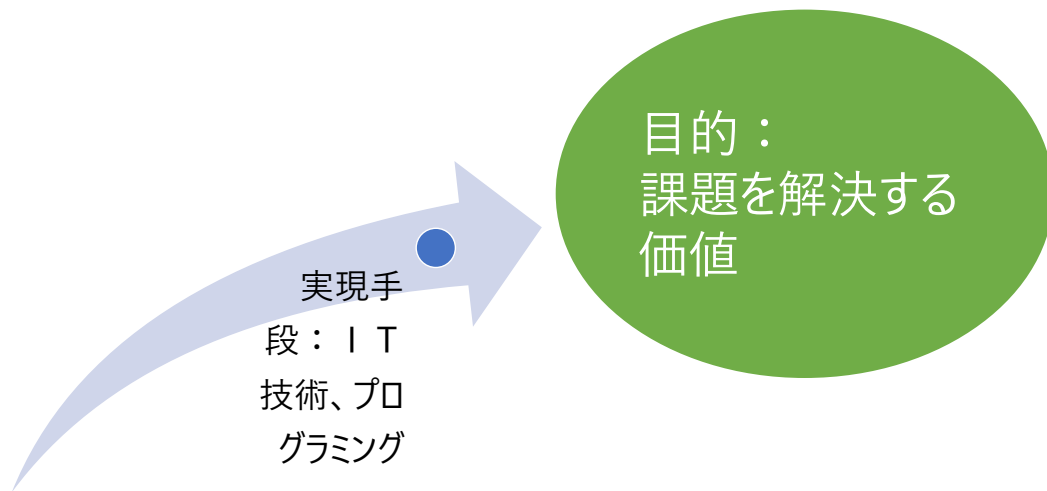 目的：
課題を解決する
価値
実現手
段：ＩＴ
技術、プロ
グラミング